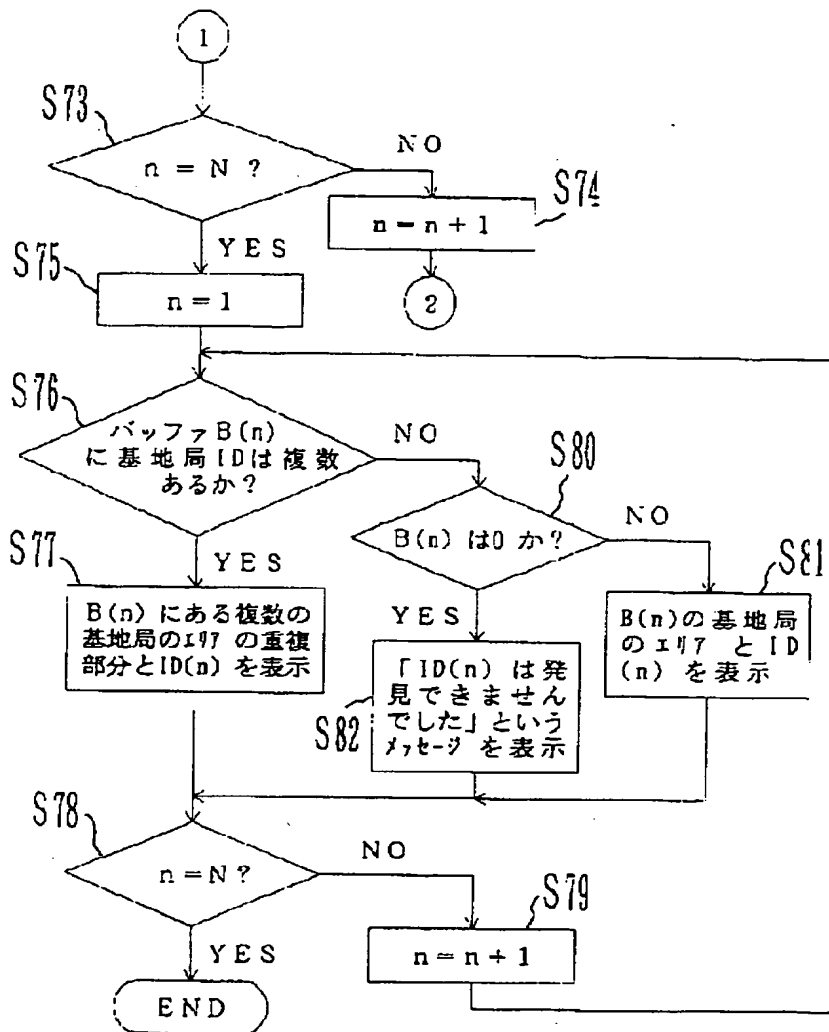 1
S73
n = N ?
NO
S74
n = n + 1
YES
S75
n = 1
2
S76
バッファB(n)
に基地局IDは複数
あるか?
NO
S80
B(n) は0 か?
NO
S77
YES
B(n) にある複数の
基地局のエリア の重複
部分とID(n) を表示
YES
S81
B(n)の基地局
のエリア と ID
(n) を表示
S82
「ID(n) は発
見できません
でした」という
メッセージ を表示
S78
n = N?
NO
S79
n = n + 1
YES
END